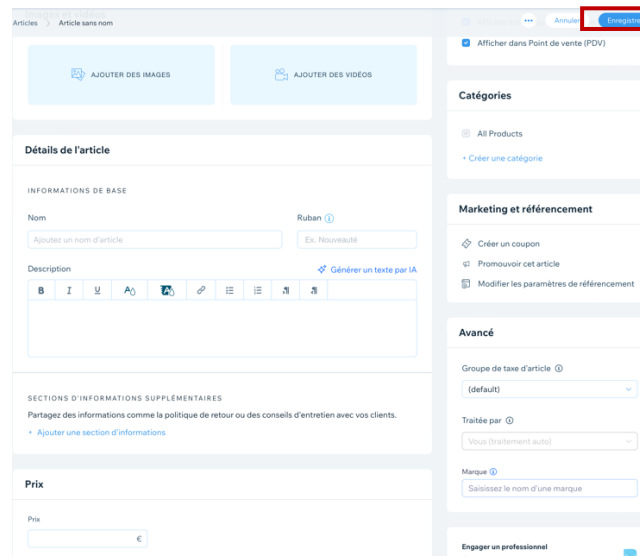 Images et vidéos
Articles > Article sans nom
... Annuler Enregistre
Afficher dans Point de vente (PDV)
AJOUTER DES IMAGES
AJOUTER DES VIDÉOS
Catégories
All Products
+ Créer une catégorie
Détails de l'article
INFORMATIONS DE BASE
Nom
Ruban
Ajoutez un nom d'article
Ex. Nouveauté
Description
Générer un texte par IA
B I U A A
SECTIONS D'INFORMATIONS SUPPLÉMENTAIRES
Partagez des informations comme la politique de retour ou des conseils d'entretien avec vos clients.
+ Ajouter une section d'informations
Prix
Prix
€
Marketing et référencement
Créer un coupon
Promouvoir cet article
Modifier les paramètres de référencement
Avancé
Groupe de taxe d'article
(default)
Traitée par
Vous (traitement auto)
Marque
Saisissez le nom d'une marque
Engager un professionnel